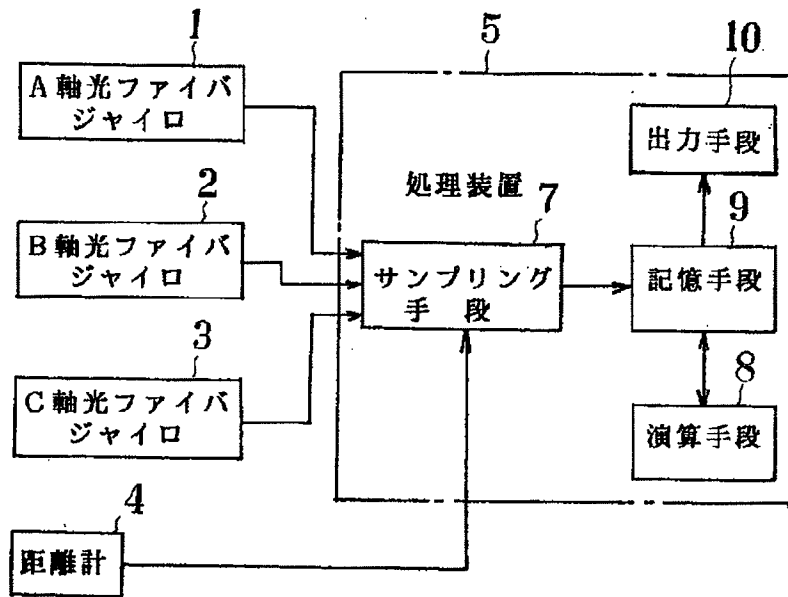 1
A軸光ファイバ
ジャイロ
2
B軸光ファイバ
ジャイロ
3
C軸光ファイバ
ジャイロ
4
距離計
5
処理装置
7
サンプリング
手段
10
出力手段
9
記憶手段
8
演算手段